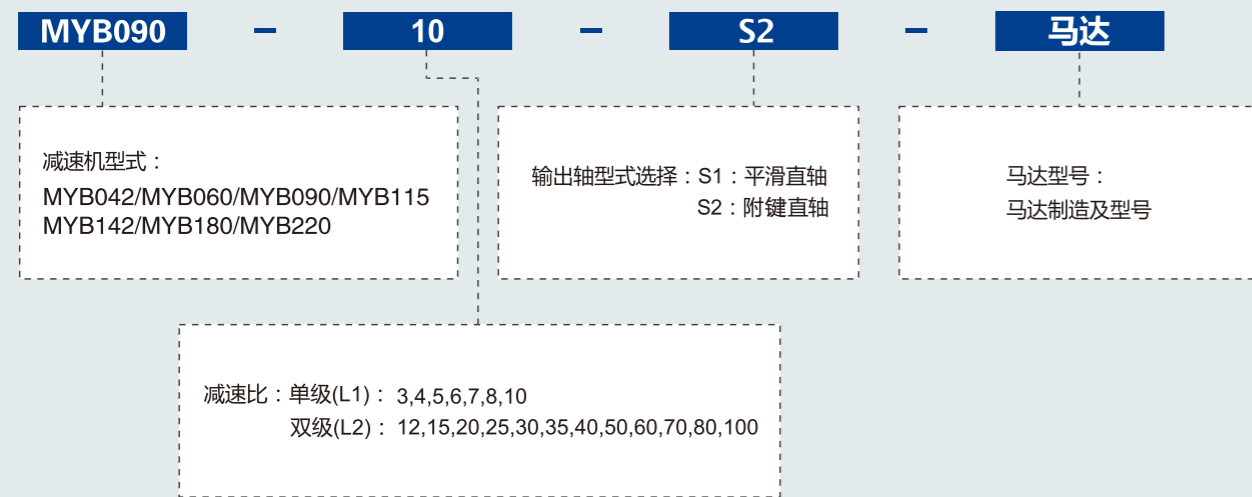 MYB090 - 10 - S2 - 马达
减速机型式：
MYB042/MYB060/MYB090/MYB115
MYB142/MYB180/MYB220
输出轴型式选择：S1：平滑直轴
S2：附键直轴
马达型号：
马达制造及型号
减速比：单级(L1)： 3,4,5,6,7,8,10
双级(L2)： 12,15,20,25,30,35,40,50,60,70,80,100